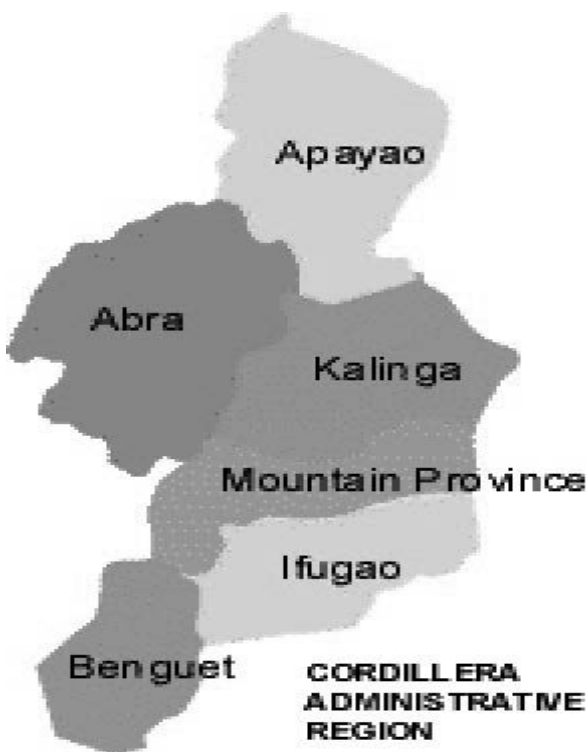 Apayao
Abra
Kalinga
Mountain Province
Ifugao
Benguet
CORDILLERA
ADMINISTRATIVE
REGION